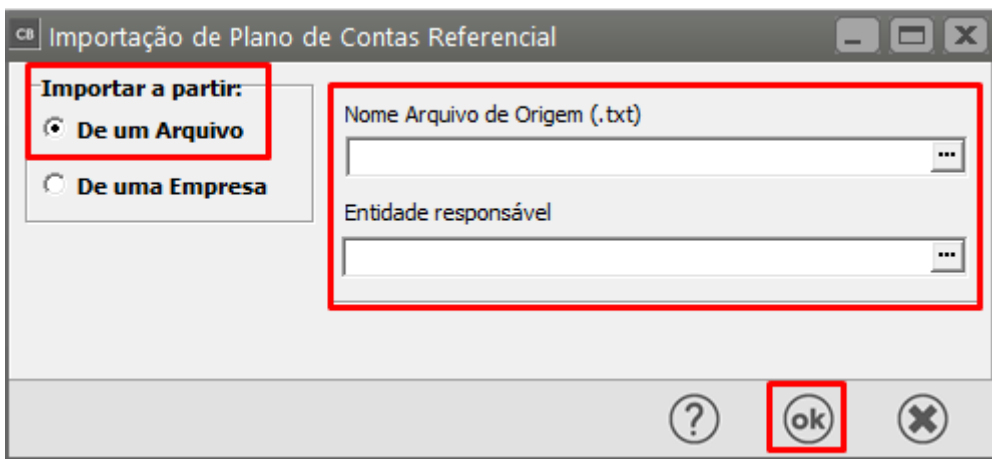 CB Importação de Plano de Contas Referencial
Importar a partir:
De um Arquivo
De uma Empresa
Nome Arquivo de Origem (.txt)
...
Entidade responsável
...
? ok